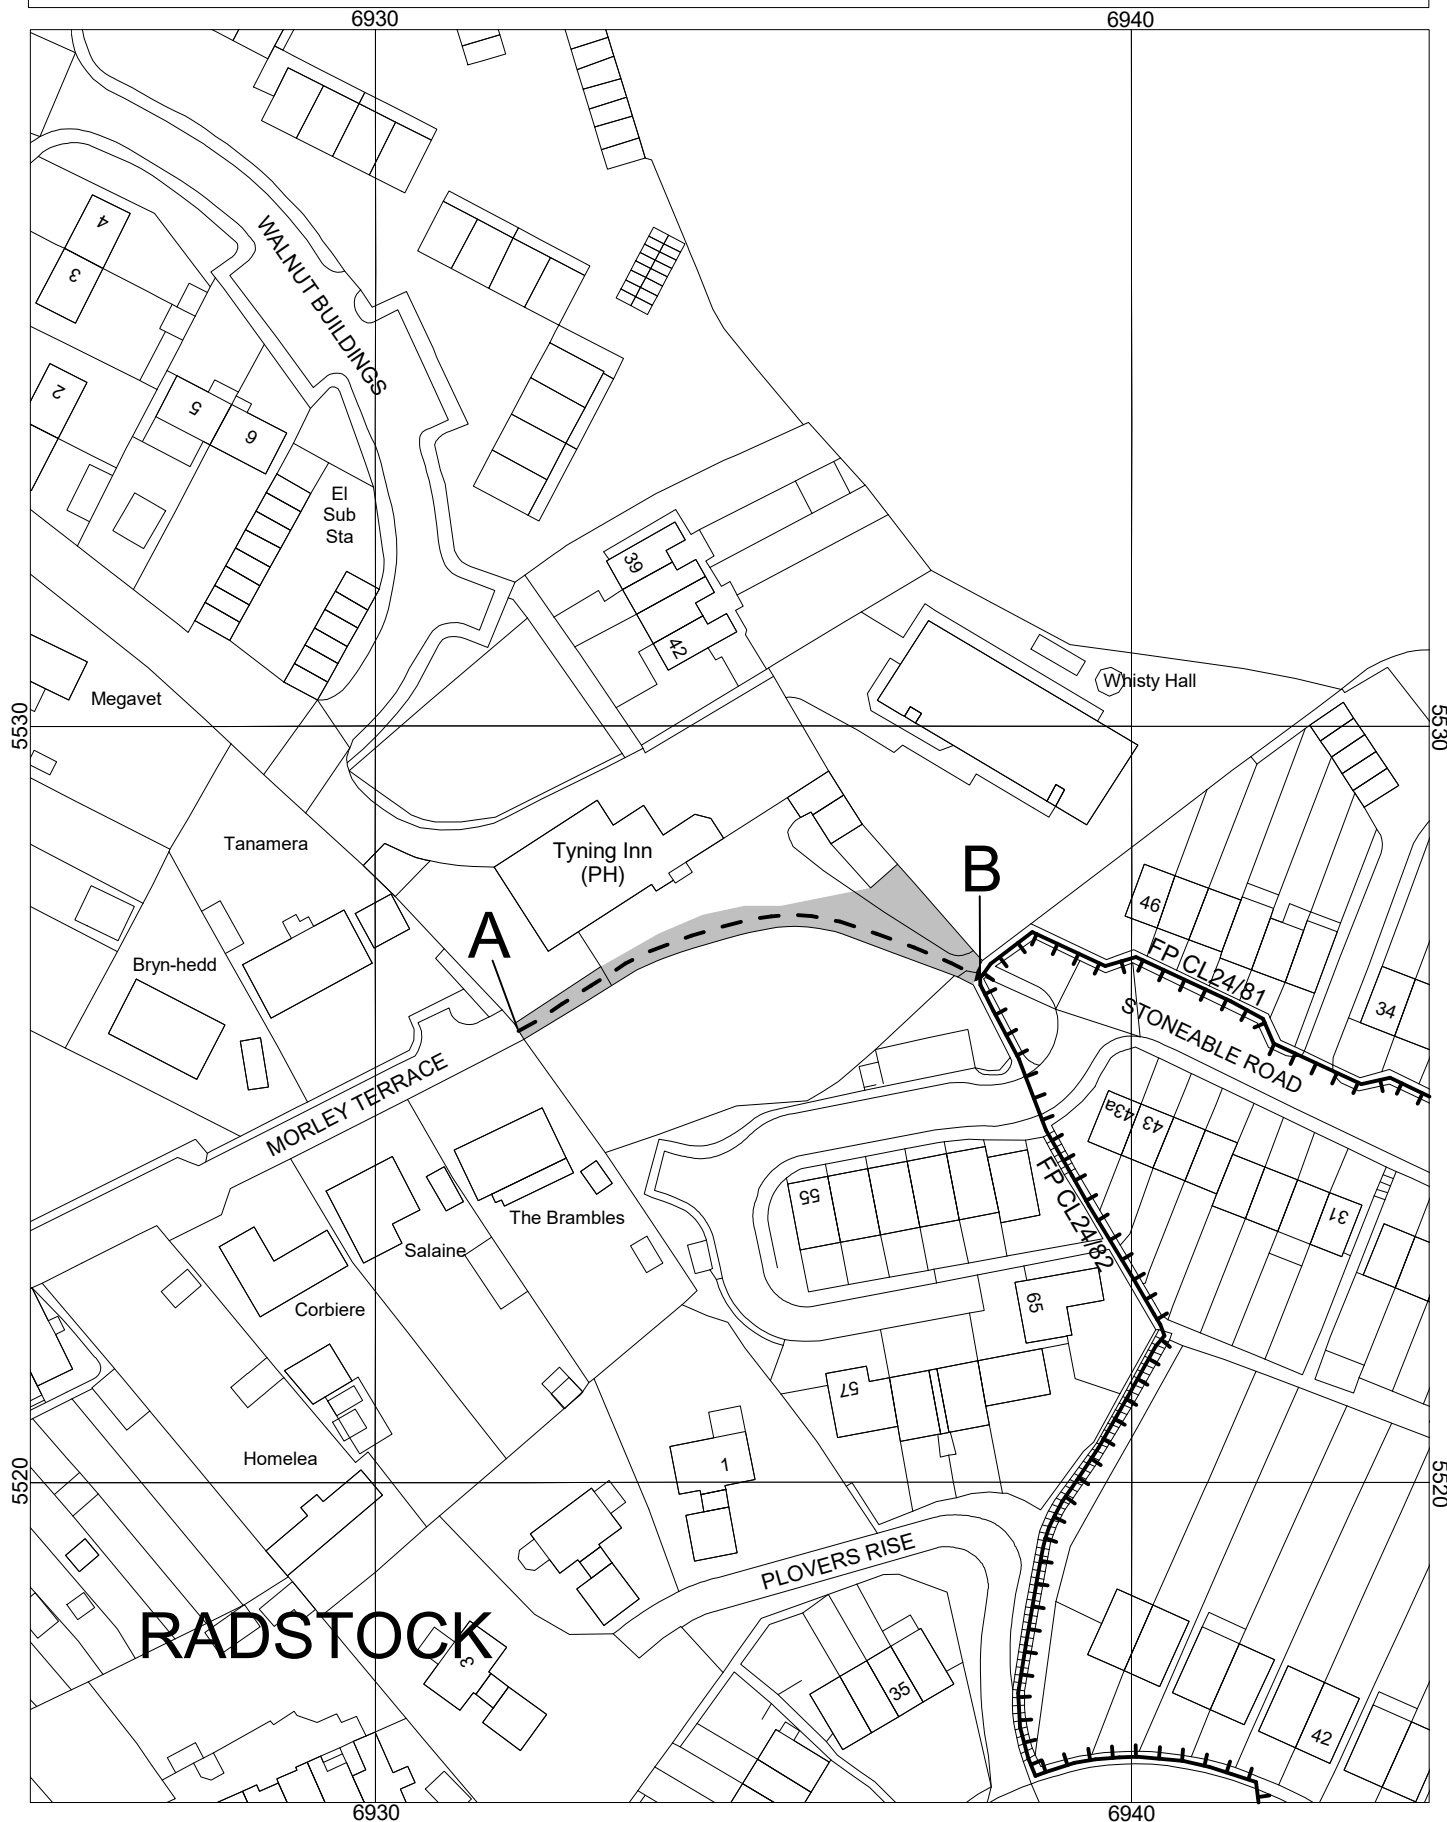 6930
6940
4
3
WALNUT BUILDINGS
2
5
6
El
Sub
Sta
39
42
Megavet
Whisty Hall
5530
5530
Tanamera
Tyning Inn
(PH)
B
A
46
Bryn-hedd
FP CL24/81
34
STONEABLE ROAD
MORLEY TERRACE
43a
43
FP CL24/82
55
31
The Brambles
Salaine
Corbiere
65
57
Homelea
1
5520
5520
PLOVERS RISE
RADSTOCK
3
35
42
6930
6940